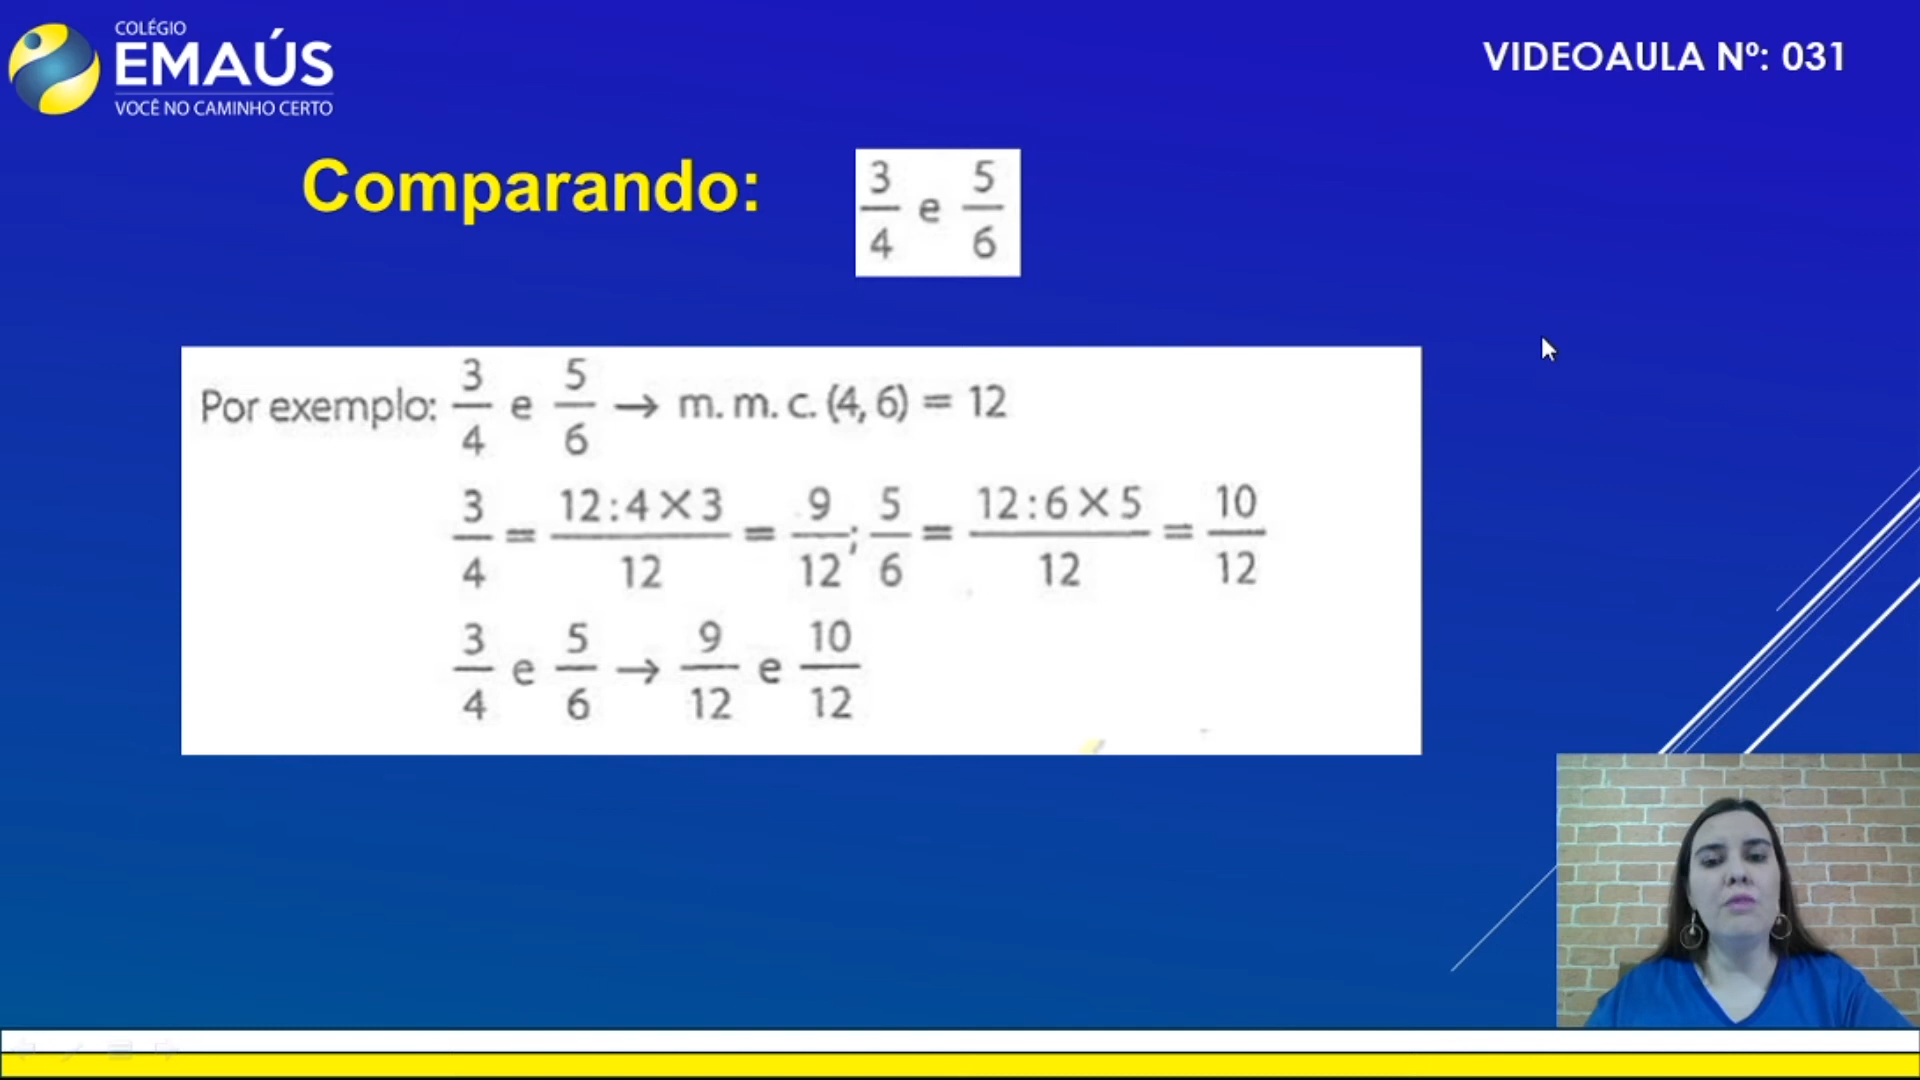 COLÉGIO
EMAÚS
VOCÊ NO CAMINHO CERTO
VIDEOAULA Nº: 031
Comparando: 3/4 e 5/6
Por exemplo: 3/4 e 5/6 → m. m. c. (4, 6) = 12
3/4 = 12 : 4 × 3/12 = 9/12; 5/6 = 12 : 6 × 5/12 = 10/12
3/4 e 5/6 → 9/12 e 10/12